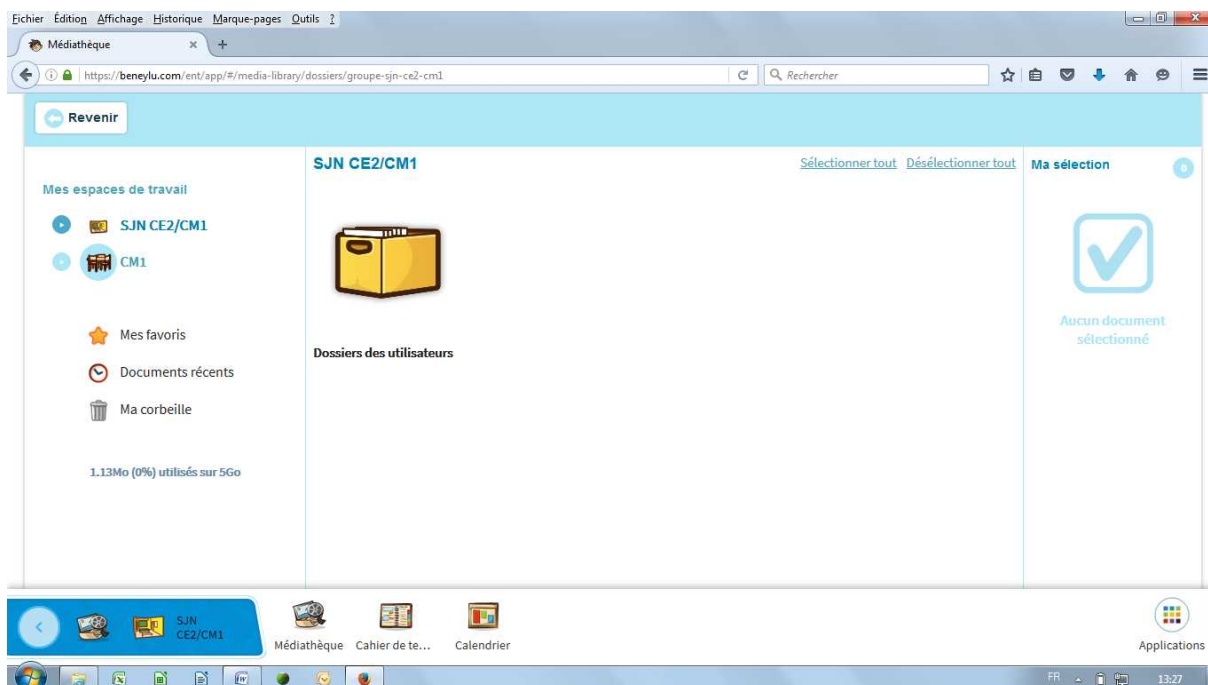 Eichier Édition Affichage Historique Marque-pages Outils ?
Médiathèque × +
https://beneylu.com/ent/app/#/media-library/dossiers/groupe-sjn-ce2-cm1
Rechercher
Revenir
SJN CE2/CM1
Sélectionner tout Désélectionner tout
Ma sélection 0
Mes espaces de travail
SJN CE2/CM1
CM1
Mes favoris
Documents récents
Ma corbeille
1.13Mo (0%) utilisés sur 5Go
Dossiers des utilisateurs
Aucun document
sélectionné
SJN
CE2/CM1
Médiathèque Cahier de te... Calendrier
Applications
FR 13:27